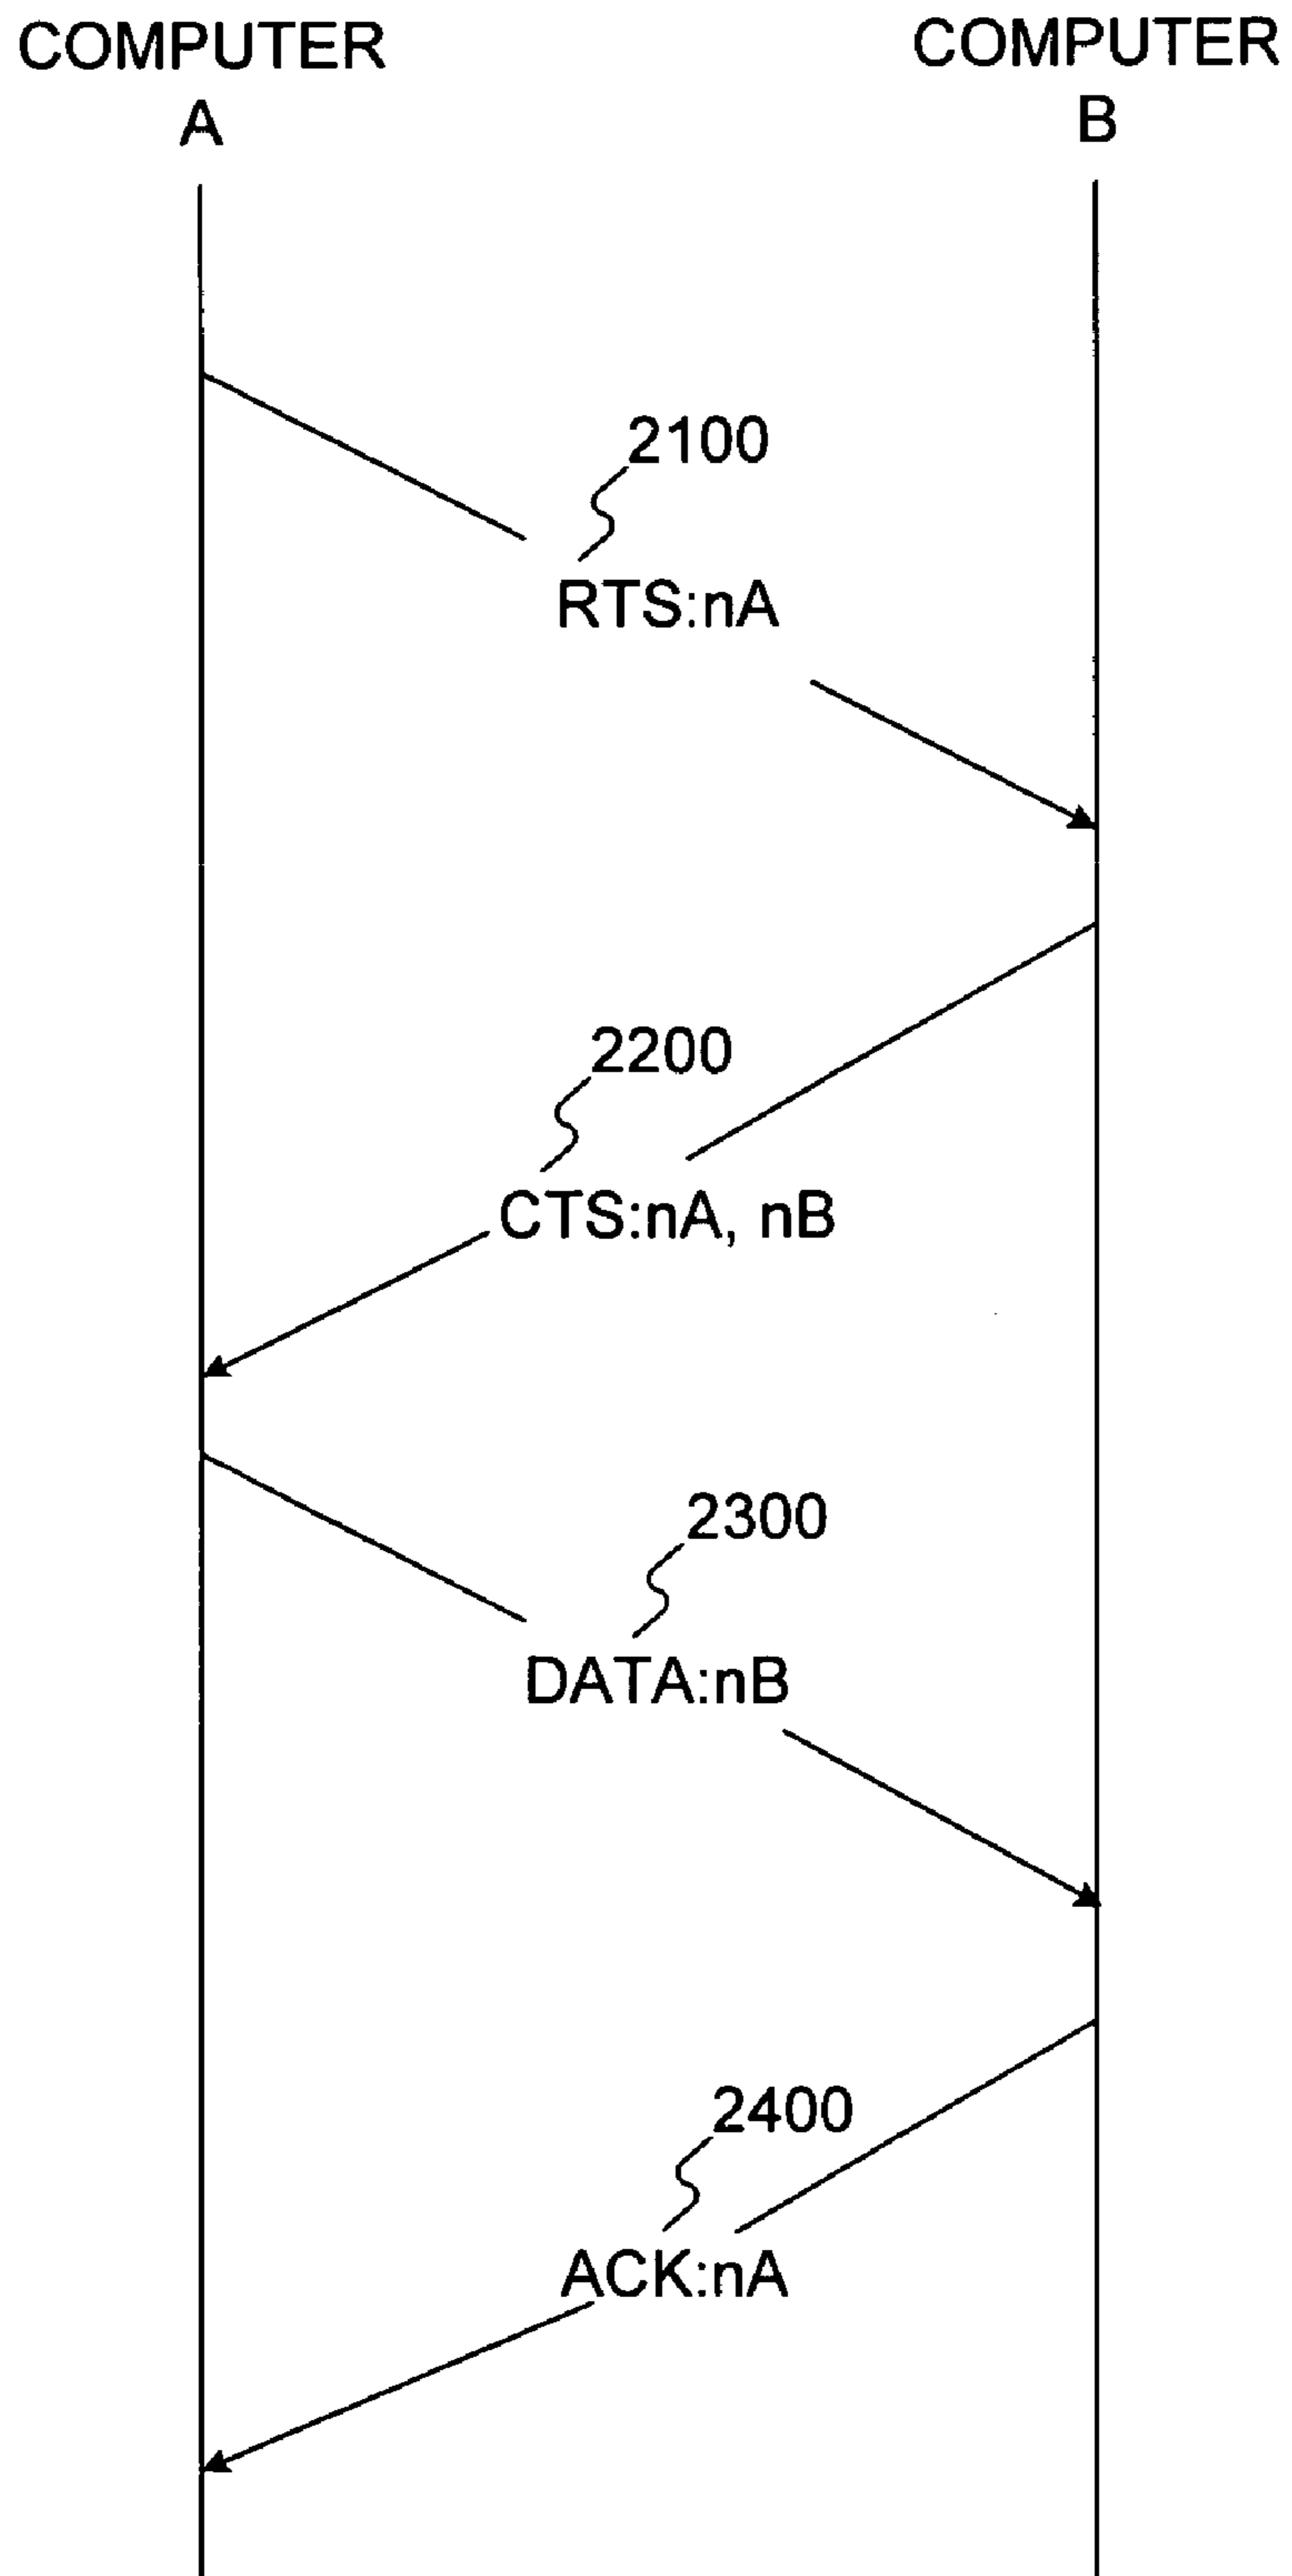 COMPUTER
A
COMPUTER
B
2100
RTS:nA
2200
CTS:nA, nB
2300
DATA:nB
2400
ACK:nA